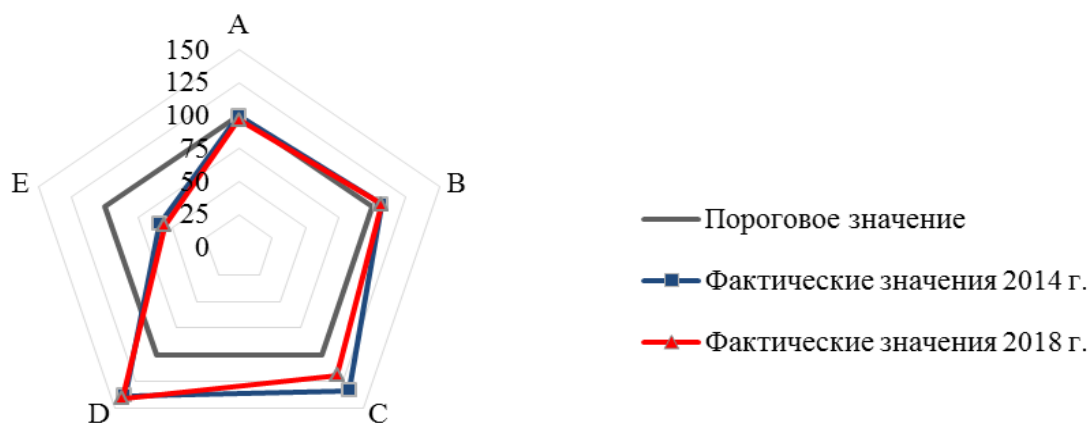 A
150
125
100
75
50
25
0
E
B
D
C
Пороговое значение
Фактические значения 2014 г.
Фактические значения 2018 г.